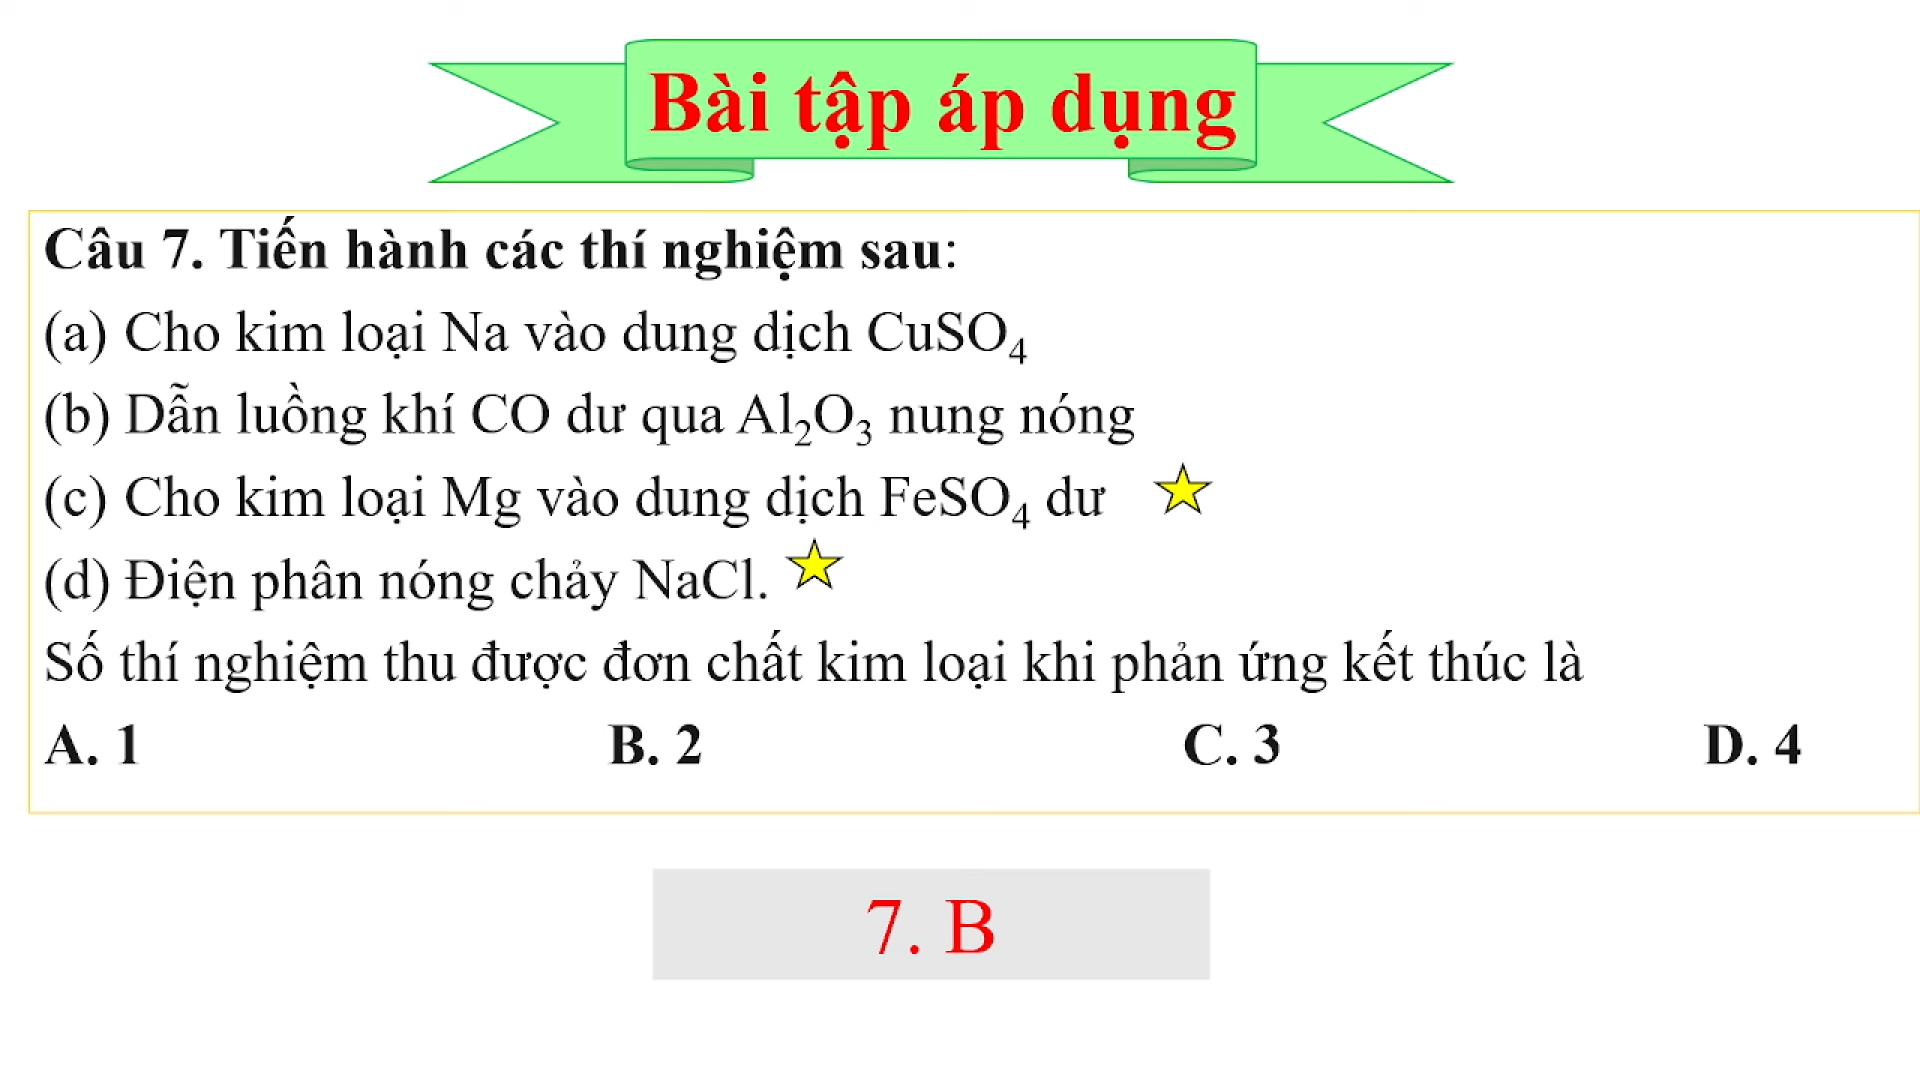 Bài tập áp dụng
Câu 7. Tiến hành các thí nghiệm sau:
(a) Cho kim loại Na vào dung dịch CuSO₄
(b) Dẫn luồng khí CO dư qua Al₂O₃ nung nóng
(c) Cho kim loại Mg vào dung dịch FeSO₄ dư
(d) Điện phân nóng chảy NaCl.
Số thí nghiệm thu được đơn chất kim loại khi phản ứng kết thúc là
A. 1 B. 2 C. 3 D. 4
7. B